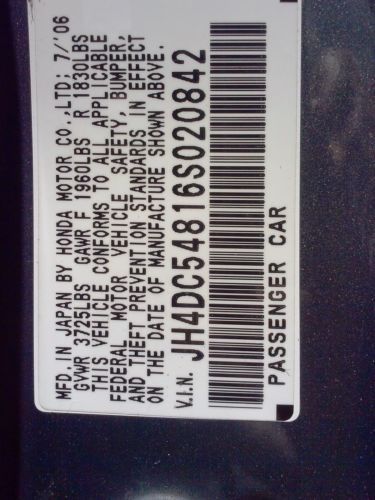 MFD. IN JAPAN BY HONDA MOTOR CO.,LTD; 7/'06
GVWR 3725LBS GAWR F 1960LBS R 1830LBS
THIS VEHICLE CONFORMS TO ALL APPLICABLE
FEDERAL MOTOR VEHICLE SAFETY, BUMPER,
AND THEFT PREVENTION STANDARDS IN EFFECT
ON THE DATE OF MANUFACTURE SHOWN ABOVE.
V.I.N. JH4DC54816S020842
PASSENGER CAR